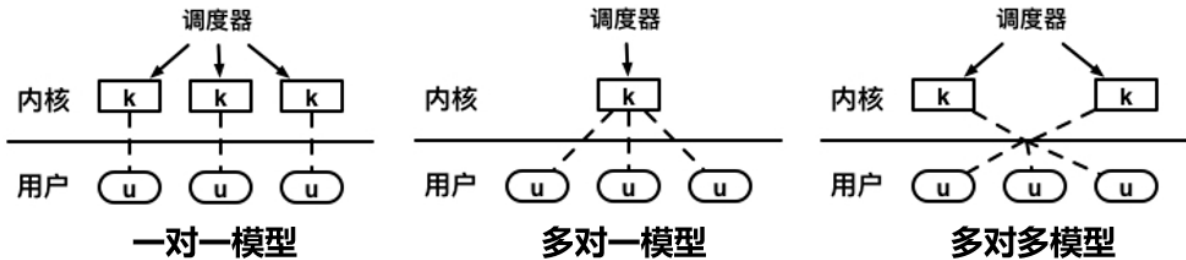 调度器
内核 k k k
用户 u u u
一对一模型
调度器
内核 k
用户 u u u
多对一模型
调度器
内核 k k
用户 u u u
多对多模型